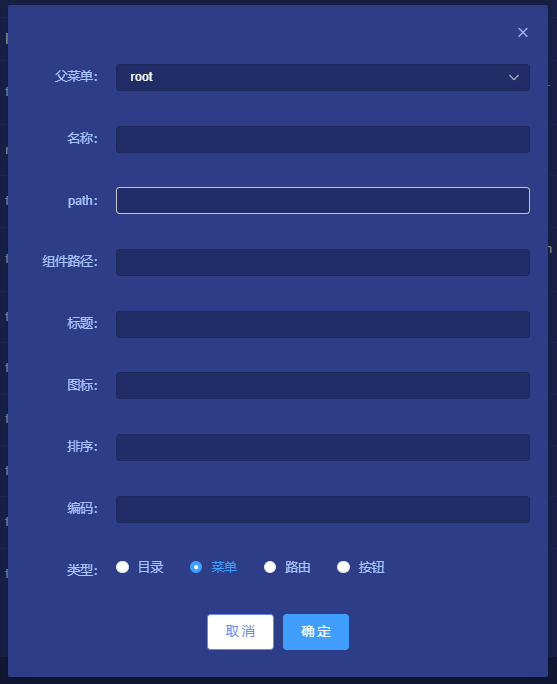 父菜单: root
名称:
path:
组件路径:
标题:
图标:
排序:
编码:
类型: 目录 菜单 路由 按钮
取消 确定